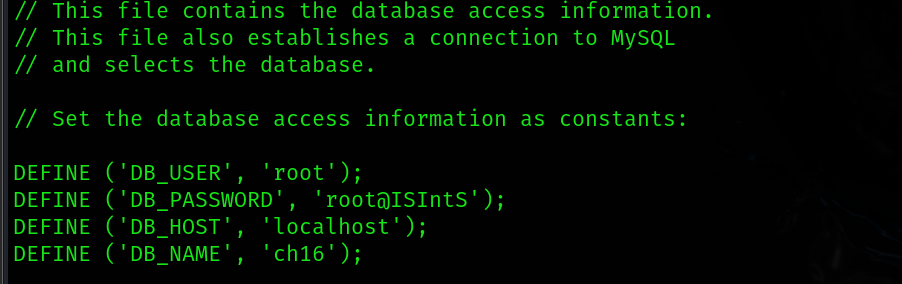 // This file contains the database access information.
// This file also establishes a connection to MySQL
// and selects the database.
// Set the database access information as constants:
DEFINE ('DB_USER', 'root');
DEFINE ('DB_PASSWORD', 'root@ISIntS');
DEFINE ('DB_HOST', 'localhost');
DEFINE ('DB_NAME', 'ch16');